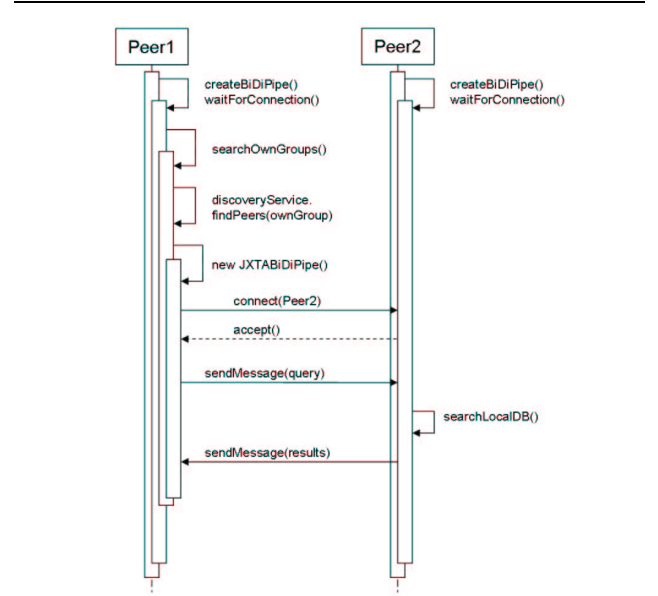 Peer1
Peer2
createBiDiPipe()
waitForConnection()
createBiDiPipe()
waitForConnection()
searchOwnGroups()
discoveryService.
findPeers(ownGroup)
new JXTABiDiPipe()
connect(Peer2)
accept()
sendMessage(query)
searchLocalDB()
sendMessage(results)